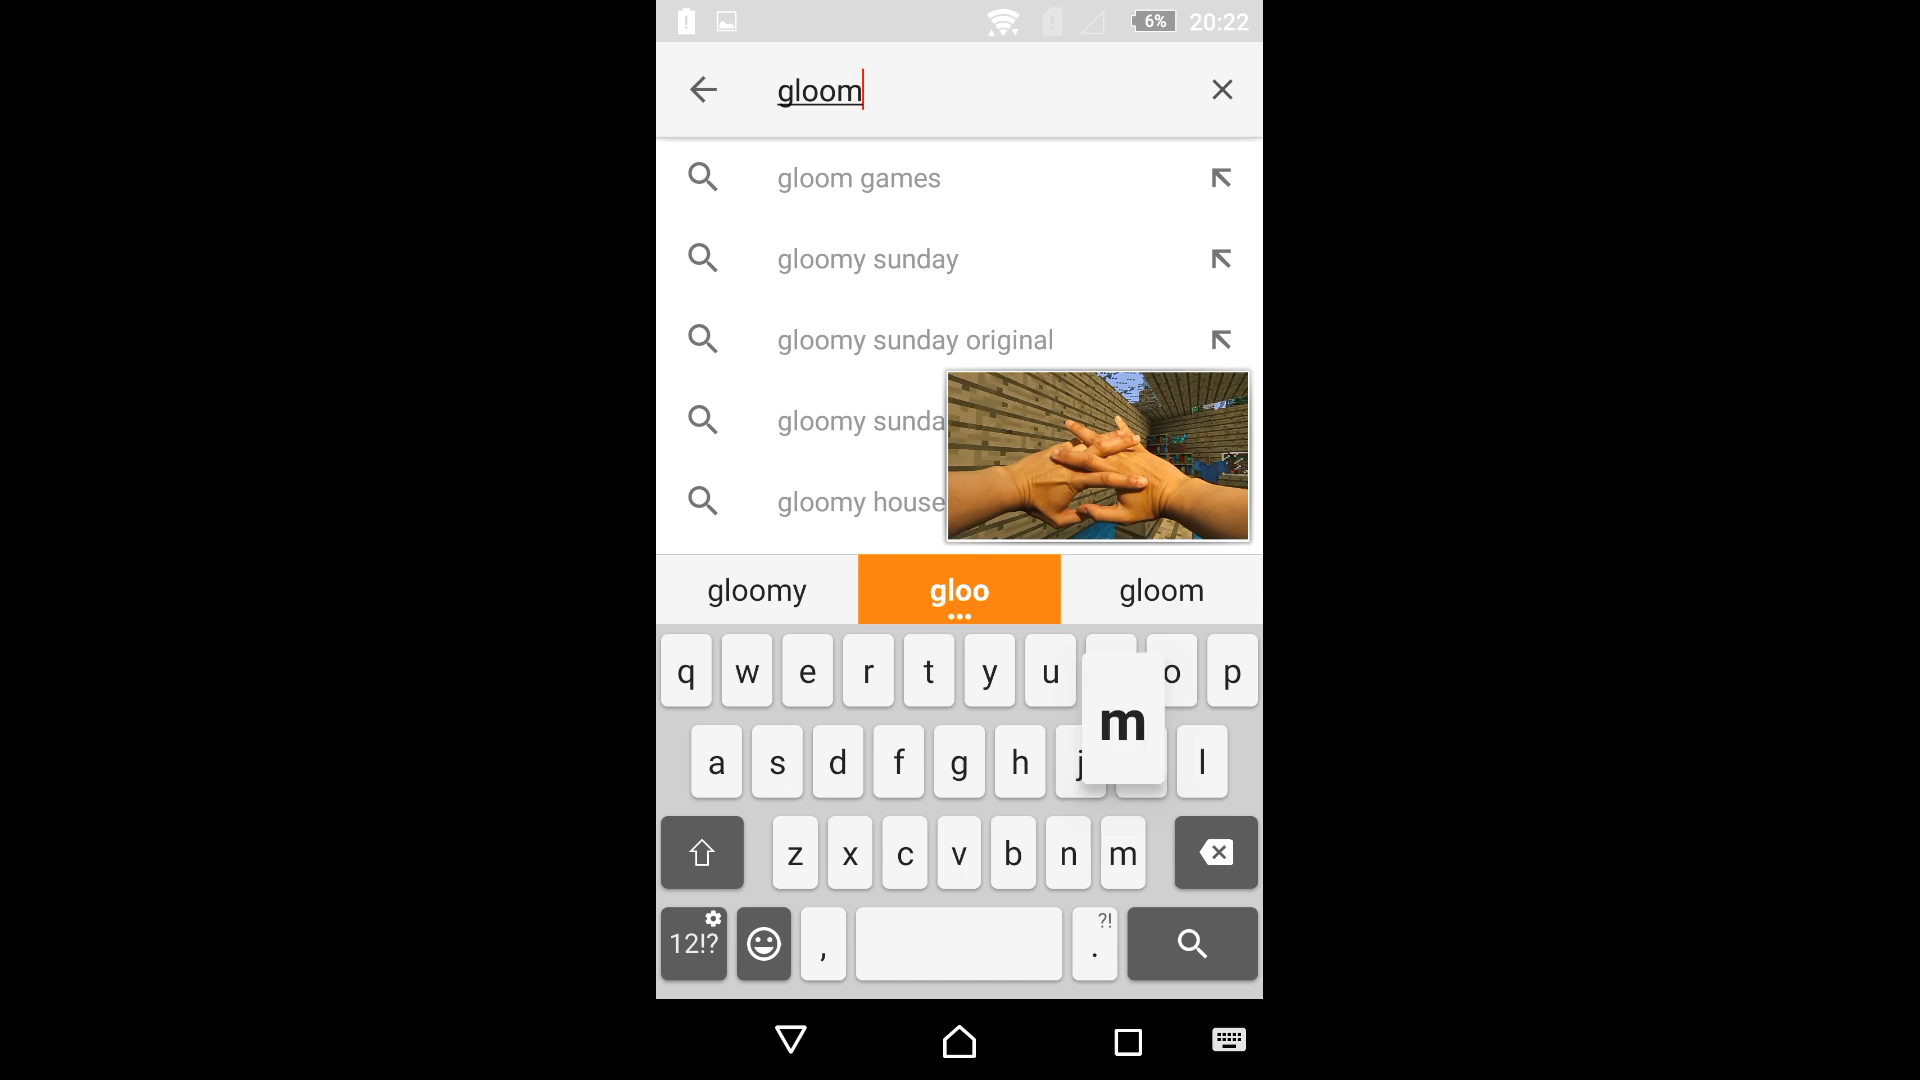 6% 20:22
gloom
gloom games
gloomy sunday
gloomy sunday original
gloomy sunda
gloomy house
gloomy gloo gloom
q w e r t y u o p
a s d f g h j l
m
z x c v b n m
12!? , ?! .